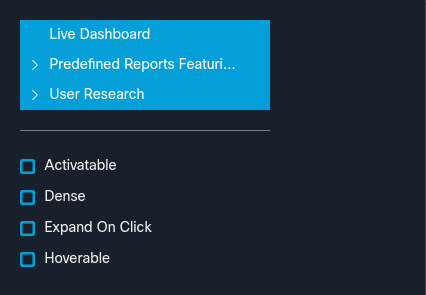 Live Dashboard
Predefined Reports Featuri...
User Research
Activatable
Dense
Expand On Click
Hoverable